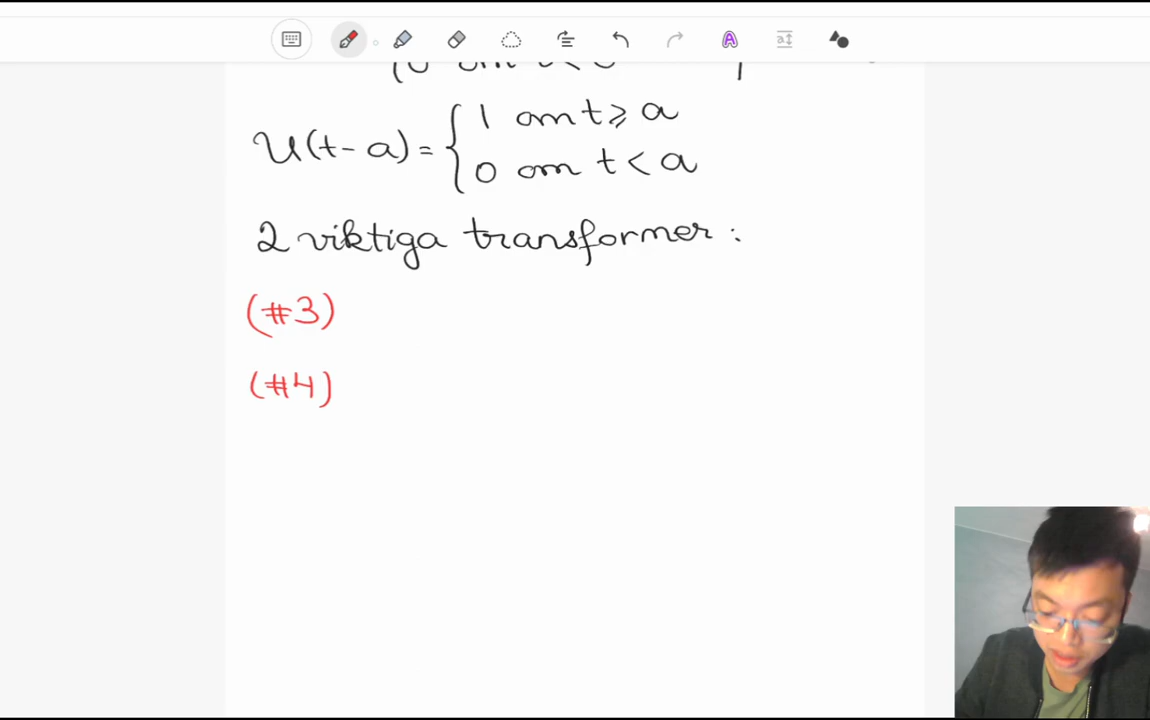 U(t-a) = { 1 om t ⩾ a
0 om t < a
2 viktiga transformer :
(#3)
(#4)